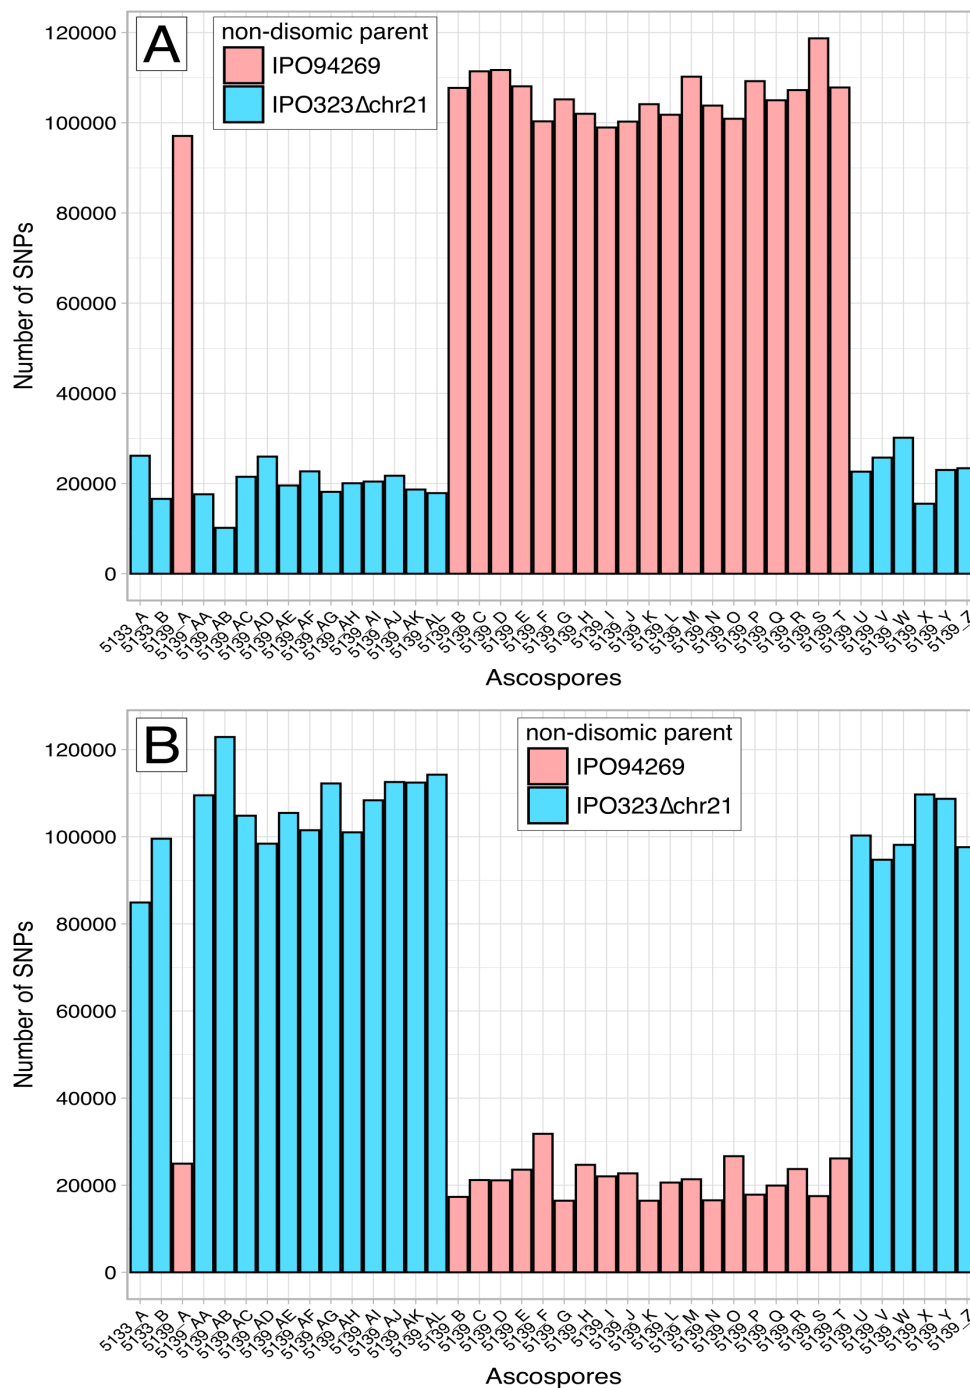 A
non-disomic parent
IPO94269
IPO323Δchr21
120000
100000
80000
60000
40000
20000
0
Number of SNPs
5133_A
5133_B
5139_A
5139_AA
5139_AB
5139_AC
5139_AD
5139_AE
5139_AF
5139_AG
5139_AH
5139_AI
5139_AJ
5139_AK
5139_AL
5139_B
5139_C
5139_D
5139_E
5139_F
5139_G
5139_H
5139_I
5139_J
5139_K
5139_L
5139_M
5139_N
5139_O
5139_P
5139_Q
5139_R
5139_S
5139_T
5139_U
5139_V
5139_W
5139_X
5139_Y
5139_Z
Ascospores
B
non-disomic parent
IPO94269
IPO323Δchr21
120000
100000
80000
60000
40000
20000
0
Number of SNPs
5133_A
5133_B
5139_A
5139_AA
5139_AB
5139_AC
5139_AD
5139_AE
5139_AF
5139_AG
5139_AH
5139_AI
5139_AJ
5139_AK
5139_AL
5139_B
5139_C
5139_D
5139_E
5139_F
5139_G
5139_H
5139_I
5139_J
5139_K
5139_L
5139_M
5139_N
5139_O
5139_P
5139_Q
5139_R
5139_S
5139_T
5139_U
5139_V
5139_W
5139_X
5139_Y
5139_Z
Ascospores